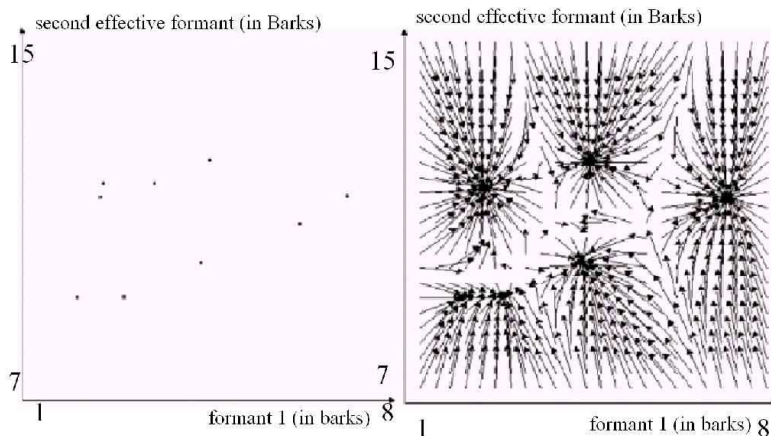 second effective formant (in Barks)
15
7
1
formant 1 (in barks)
8
second effective formant (in Barks)
15
7
1
formant 1 (in barks)
8